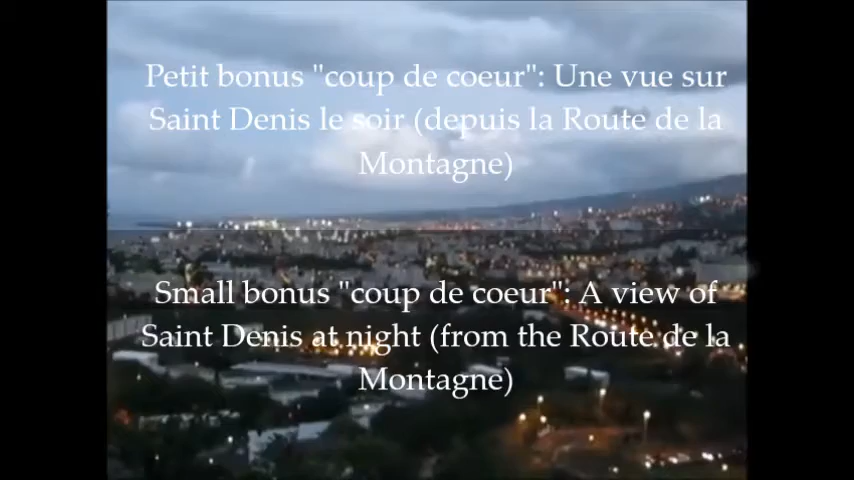 Petit bonus "coup de coeur": Une vue sur
Saint Denis le soir (depuis la Route de la
Montagne)
Small bonus "coup de coeur": A view of
Saint Denis at night (from the Route de la
Montagne)